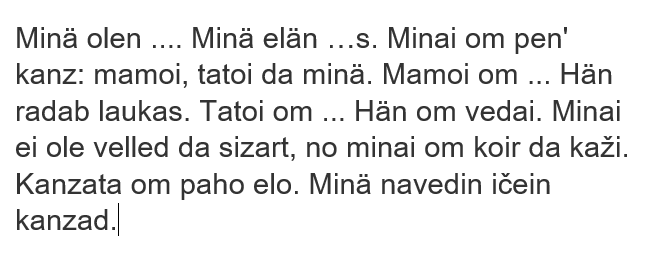 Minä olen .... Minä elän …s. Minai om pen'
kanz: mamoi, tatoi da minä. Mamoi om ... Hän
radab laukas. Tatoi om ... Hän om vedai. Minai
ei ole velled da sizart, no minai om koir da kaži.
Kanzata om paho elo. Minä navedin ičein
kanzad.